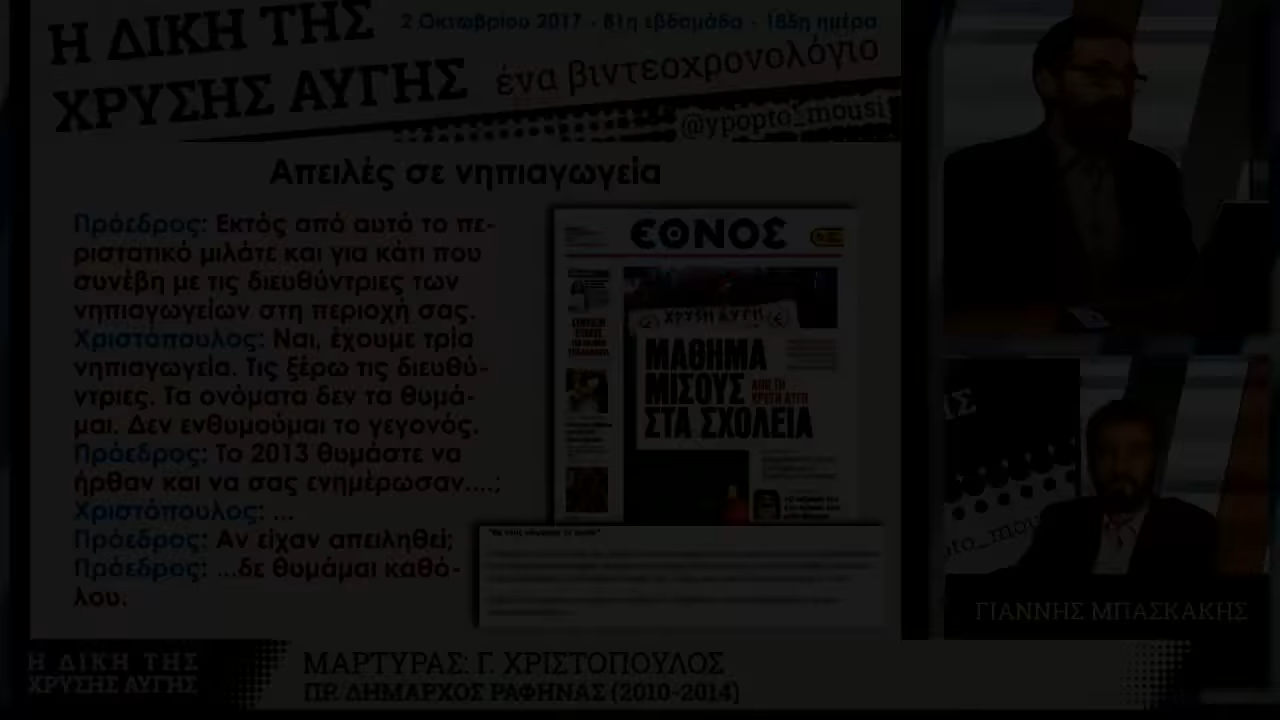 Η ΔΙΚΗ ΤΗΣ
ΧΡΥΣΗΣ ΑΥΓΗΣ
2 Οκτωβρίου 2017 - 81η εβδομάδα - 185η ημέρα
ένα βιντεοχρονολόγιο
@ypopto_mousi
Απειλές σε νηπιαγωγεία
Πρόεδρος: Εκτός από αυτό το πε-
ριστατικό μιλάτε και για κάτι που
συνέβη με τις διευθύντριες των
νηπιαγωγείων στη περιοχή σας.
Χριστόπουλος: Ναι, έχουμε τρία
νηπιαγωγεία. Τις ξέρω τις διευθύ-
ντριες. Τα ονόματα δεν τα θυμά-
μαι. Δεν ενθυμούμαι το γεγονός.
Πρόεδρος: Το 2013 θυμάστε να
ήρθαν και να σας ενημέρωσαν....;
Χριστόπουλος: ...
Πρόεδρος: Αν είχαν απειληθεί;
Πρόεδρος: ...δε θυμάμαι καθό-
λου.
ΕΘΝΟΣ
ΧΡΥΣΗ ΑΥΓΗ
ΜΑΘΗΜΑ
ΜΙΣΟΥΣ
ΣΤΑ ΣΧΟΛΕΙΑ
ΗΣ
pto_mou
ΓΙΑΝΝΗΣ ΜΠΑΣΚΑΚΗΣ
Η ΔΙΚΗ ΤΗΣ
ΧΡΥΣΗΣ ΑΥΓΗΣ
ΜΑΡΤΥΡΑΣ: Γ. ΧΡΙΣΤΟΠΟΥΛΟΣ
ΠΡ. ΔΗΜΑΡΧΟΣ ΡΑΦΗΝΑΣ (2010-2014)